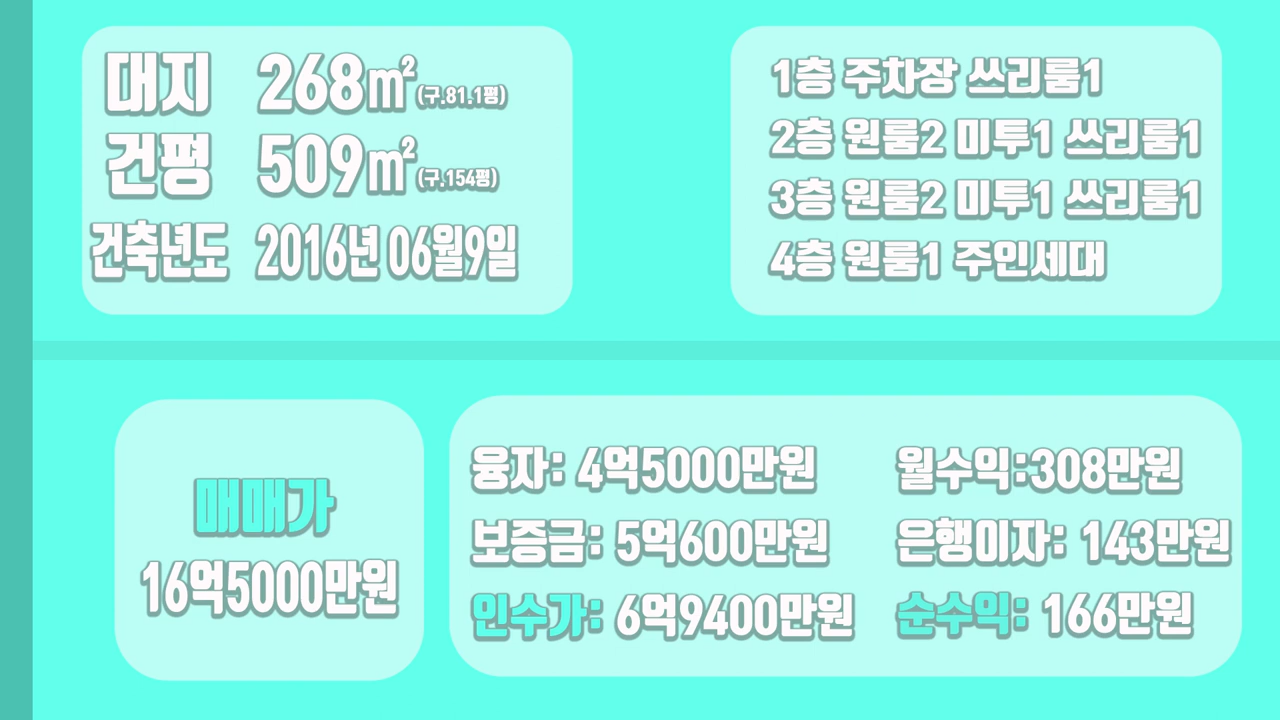 대지 268㎡(구.81.1평)
건평 509㎡(구.154평)
건축년도 2016년 06월9일
1층 주차장 쓰리룸1
2층 원룸2 미투1 쓰리룸1
3층 원룸2 미투1 쓰리룸1
4층 원룸1 주인세대
매매가
16억5000만원
융자: 4억5000만원
보증금: 5억600만원
인수가: 6억9400만원
월수익:308만원
은행이자: 143만원
순수익: 166만원